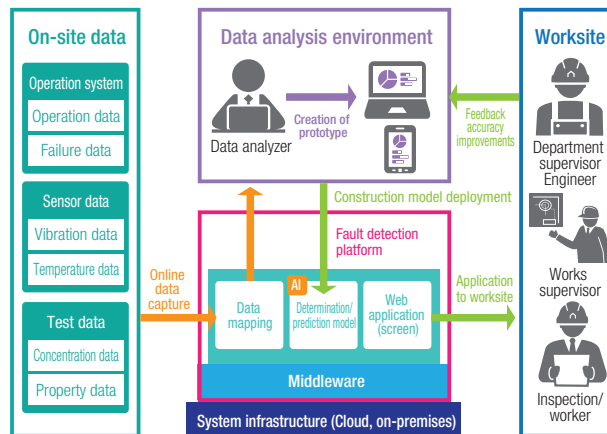 On-site data
Operation system
Operation data
Failure data
Sensor data
Vibration data
Temperature data
Test data
Concentration data
Property data
Online
data
capture
Data analysis environment
Data analyzer
Creation of
prototype
Feedback
accuracy
improvements
Construction model deployment
Fault detection
platform
AI
Data
mapping
Determination/
prediction model
Web
application
(screen)
Middleware
System infrastructure (Cloud, on-premises)
Application
to worksite
Worksite
Department
supervisor
Engineer
Works
supervisor
Inspection/
worker